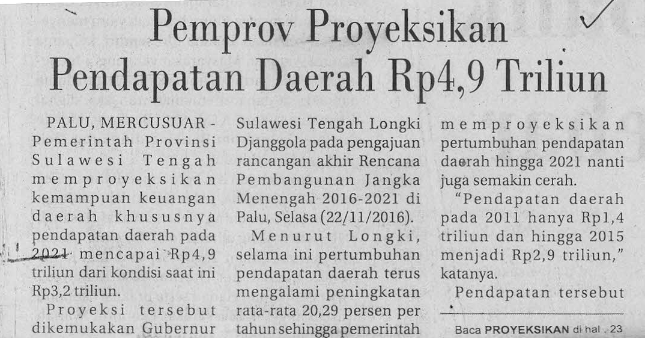 Pemprov Proyeksikan
Pendapatan Daerah Rp4,9 Triliun
PALU, MERCUSUAR -
Pemerintah Provinsi
Sulawesi Tengah
memproyeksikan
kemampuan keuangan
daerah khususnya
pendapatan daerah pada
2021 mencapai Rp4,9
triliun dari kondisi saat ini
Rp3,2 triliun.
Proyeksi tersebut
dikemukakan Gubernur
Sulawesi Tengah Longki
Djanggola pada pengajuan
rancangan akhir Rencana
Pembangunan Jangka
Menengah 2016-2021 di
Palu, Selasa (22/11/2016).
Menurut Longki,
selama ini pertumbuhan
pendapatan daerah terus
mengalami peningkatan
rata-rata 20,29 persen per
tahun sehingga pemerintah
memproyeksikan
pertumbuhan pendapatan
daerah hingga 2021 nanti
juga semakin cerah.
"Pendapatan daerah
pada 2011 hanya Rp1,4
triliun dan hingga 2015
menjadi Rp2,9 triliun,"
katanya.
Pendapatan tersebut
Baca PROYEKSIKAN di hal . 23